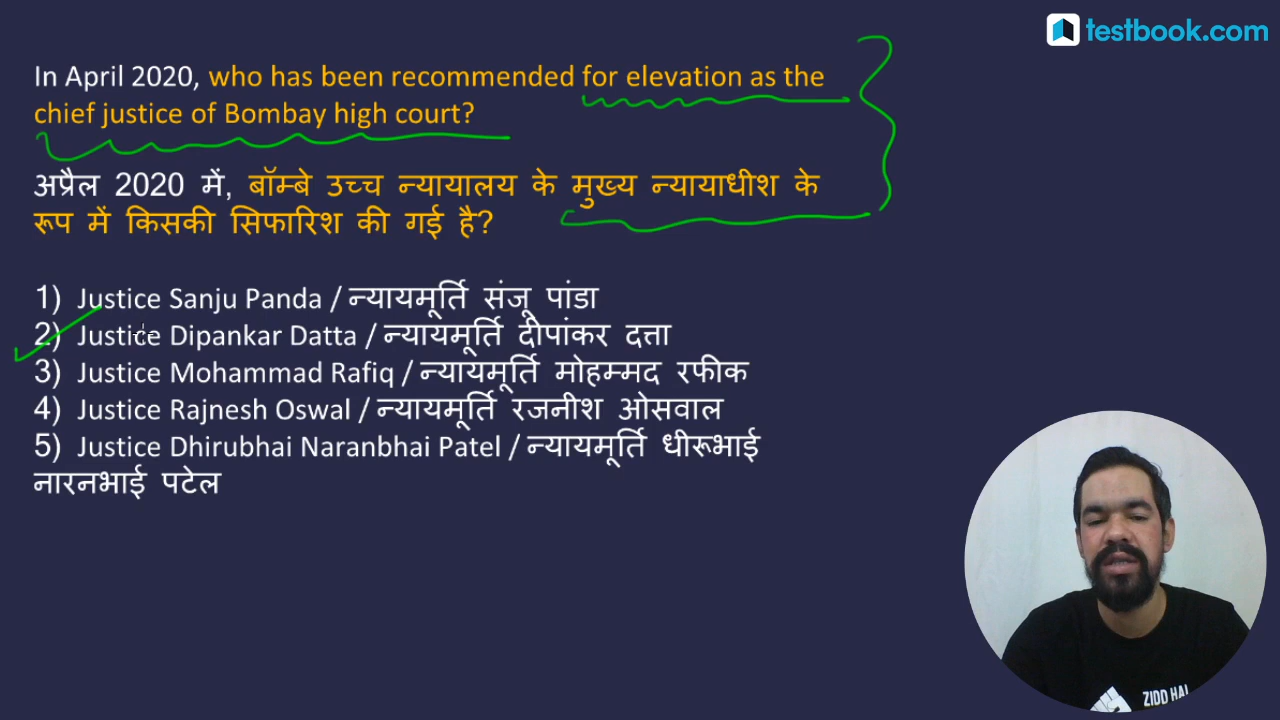 testbook.com
In April 2020, who has been recommended for elevation as the
chief justice of Bombay high court?
अप्रैल 2020 में, बॉम्बे उच्च न्यायालय के मुख्य न्यायाधीश के
रूप में किसकी सिफारिश की गई है?
1) Justice Sanju Panda / न्यायमूर्ति संजू पांडा
2) Justice Dipankar Datta / न्यायमूर्ति दीपांकर दत्ता
3) Justice Mohammad Rafiq / न्यायमूर्ति मोहम्मद रफीक
4) Justice Rajnesh Oswal / न्यायमूर्ति रजनीश ओसवाल
5) Justice Dhirubhai Naranbhai Patel / न्यायमूर्ति धीरूभाई
नारनभाई पटेल
ZIDD HAI